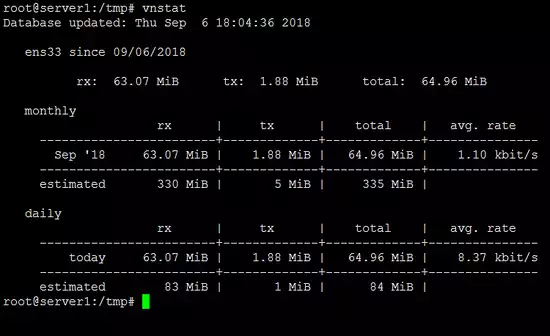 root@server1:/tmp# vnstat
Database updated: Thu Sep  6 18:04:36 2018

   ens33 since 09/06/2018

          rx:  63.07 MiB      tx:  1.88 MiB      total:  64.96 MiB

   monthly
                     rx      |     tx      |    total    |   avg. rate
     ------------------------+-------------+-------------+---------------
       Sep '18     63.07 MiB |    1.88 MiB |   64.96 MiB |    1.10 kbit/s
     ------------------------+-------------+-------------+---------------
     estimated       330 MiB |       5 MiB |     335 MiB |

   daily
                     rx      |     tx      |    total    |   avg. rate
     ------------------------+-------------+-------------+---------------
         today     63.07 MiB |    1.88 MiB |   64.96 MiB |    8.37 kbit/s
     ------------------------+-------------+-------------+---------------
     estimated        83 MiB |       1 MiB |      84 MiB |
root@server1:/tmp#